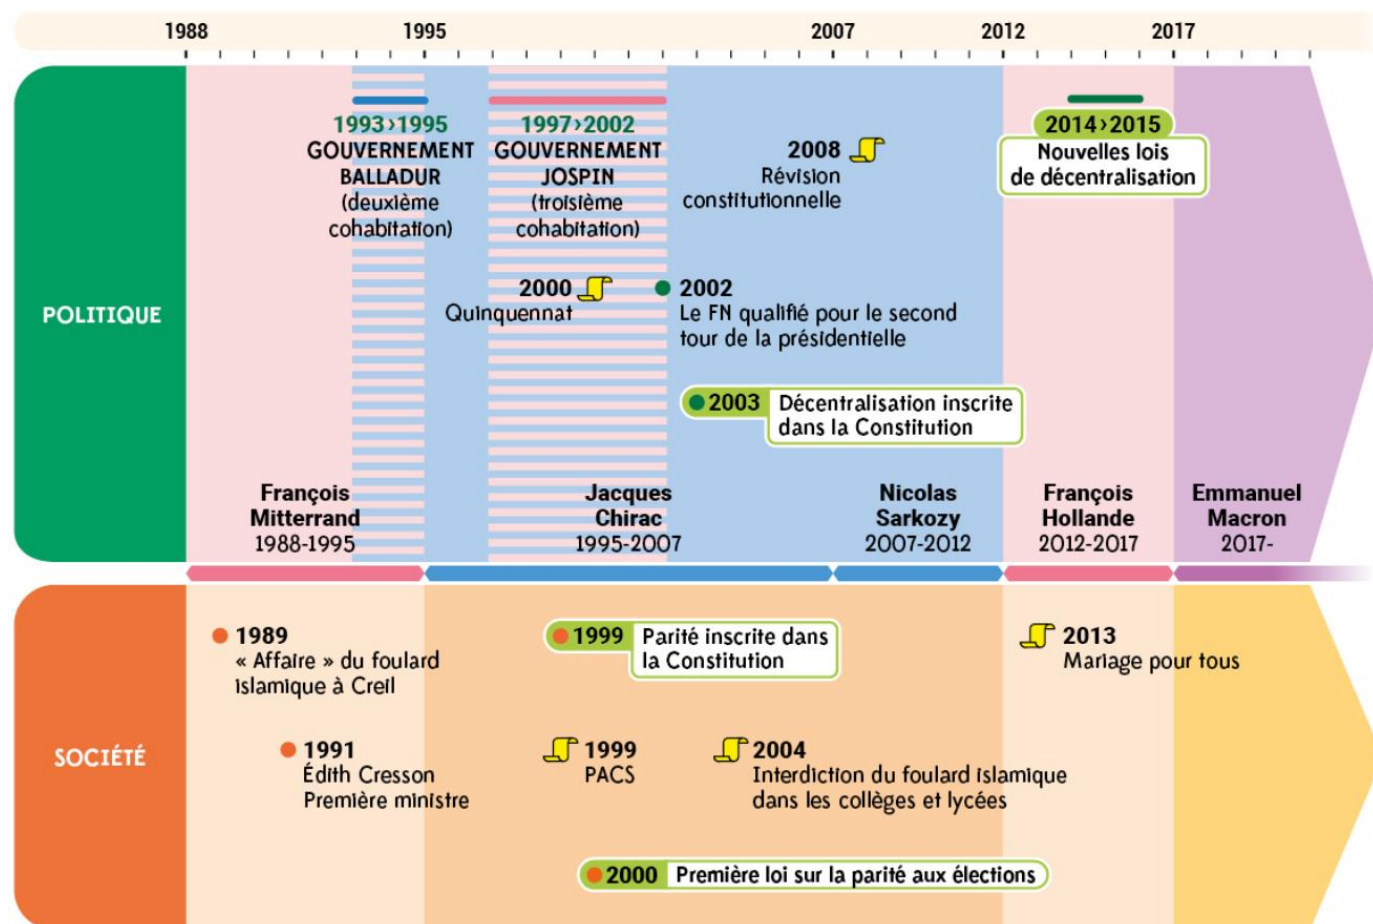 1988
1995
2007
2012
2017
POLITIQUE
1993›1995
GOUVERNEMENT
BALLADUR
(deuxième
cohabitation)
1997›2002
GOUVERNEMENT
JOSPIN
(troisième
cohabitation)
2008
Révision
constitutionnelle
2014›2015
Nouvelles lois
de décentralisation
2000
Quinquennat
2002
Le FN qualifié pour le second
tour de la présidentielle
2003
Décentralisation inscrite
dans la Constitution
François
Mitterrand
1988-1995
Jacques
Chirac
1995-2007
Nicolas
Sarkozy
2007-2012
François
Hollande
2012-2017
Emmanuel
Macron
2017-
SOCIÉTÉ
1989
« Affaire » du foulard
islamique à Creil
1999
Parité inscrite dans
la Constitution
2013
Mariage pour tous
1991
Édith Cresson
Première ministre
1999
PACS
2004
Interdiction du foulard islamique
dans les collèges et lycées
2000
Première loi sur la parité aux élections